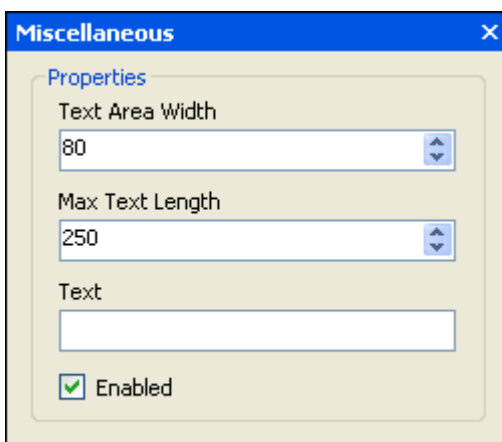 Miscellaneous
Properties
Text Area Width
80
Max Text Length
250
Text
Enabled